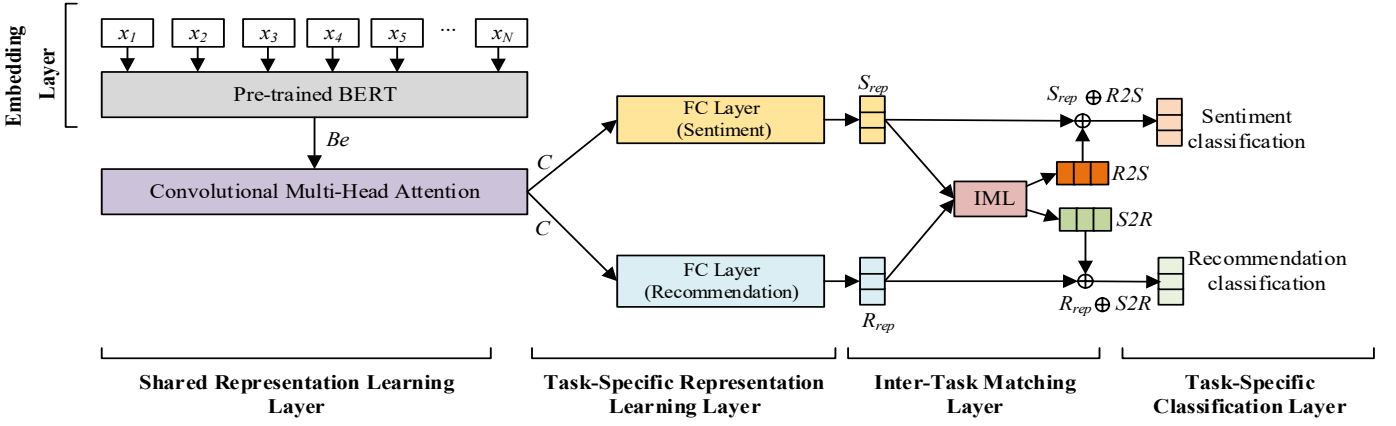 Embedding
Layer
x1 x2 x3 x4 x5 ... xN
Pre-trained BERT
Be
Convolutional Multi-Head Attention
C
C
FC Layer
(Sentiment)
FC Layer
(Recommendation)
Srep
Rrep
IML
R2S
S2R
Srep ⊕ R2S
Rrep ⊕ S2R
Sentiment
classification
Recommendation
classification
Shared Representation Learning
Layer
Task-Specific Representation
Learning Layer
Inter-Task Matching
Layer
Task-Specific
Classification Layer